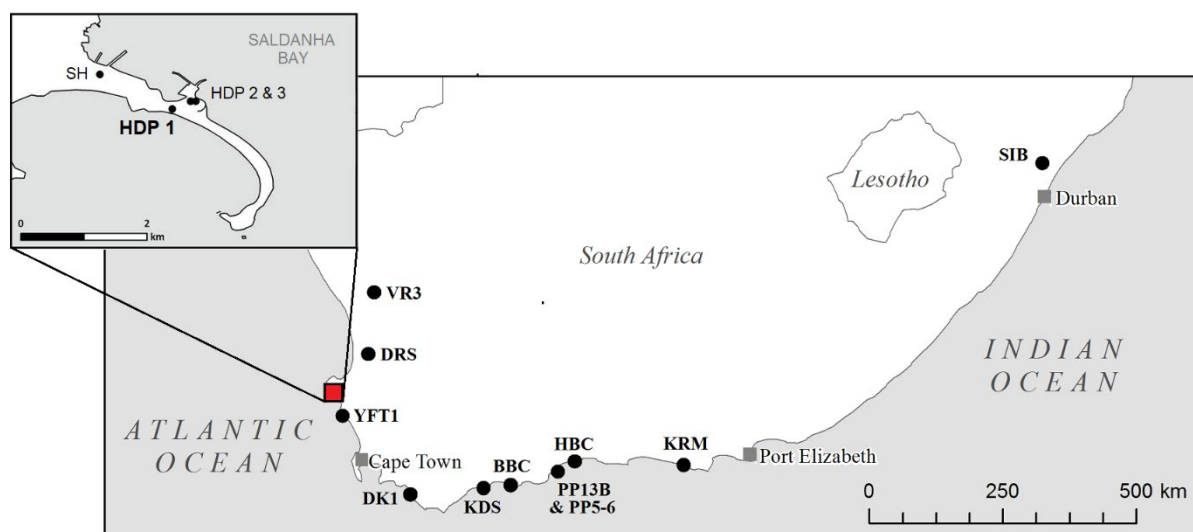 SALDANHA
BAY
SH
HDP 2 & 3
HDP 1
0
2
km
SIB
Lesotho
Durban
South Africa
VR3
DRS
INDIAN
OCEAN
YFT1
ATLANTIC
OCEAN
Cape Town
HBC
KRM
Port Elizabeth
BBC
DK1
KDS
PP13B
& PP5-6
0
250
500 km